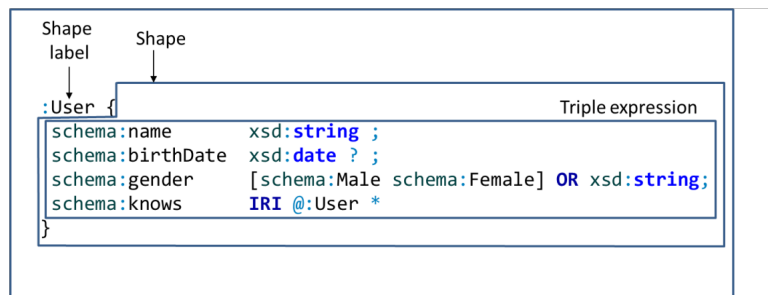 Shape
label
Shape
:User {
Triple expression
schema:name xsd:string ;
schema:birthDate xsd:date ? ;
schema:gender [schema:Male schema:Female] OR xsd:string;
schema:knows IRI @:User *
}